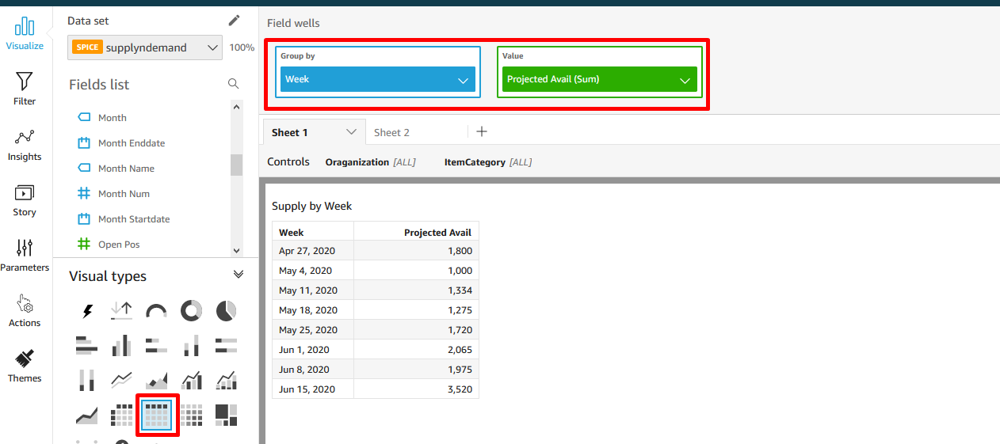 Visualize
Filter
Insights
Story
Parameters
Actions
Themes
Data set
SPICE supplyndemand 100%
Fields list
Month
Month Enddate
Month Name
Month Num
Month Startdate
Open Pos
Visual types
Field wells
Group by
Week
Value
Projected Avail (Sum)
Sheet 1 Sheet 2 +
Controls Oraganization [ALL] ItemCategory [ALL]
Supply by Week
Week Projected Avail
Apr 27, 2020 1,800
May 4, 2020 1,000
May 11, 2020 1,334
May 18, 2020 1,275
May 25, 2020 1,720
Jun 1, 2020 2,065
Jun 8, 2020 1,975
Jun 15, 2020 3,520